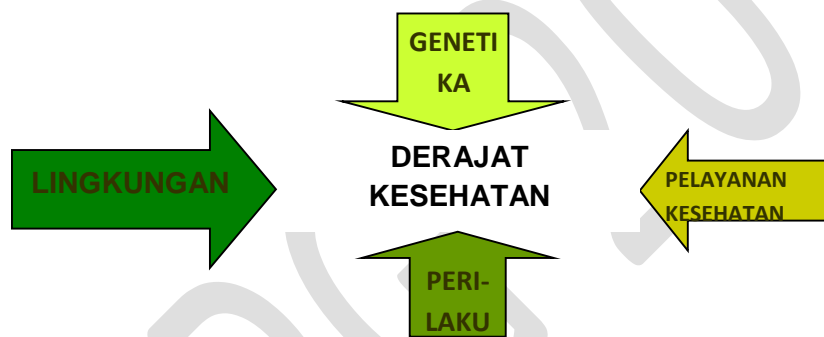 GENETI
KA
LINGKUNGAN
DERAJAT
KESEHATAN
PELAYANAN
KESEHATAN
PERI-
LAKU